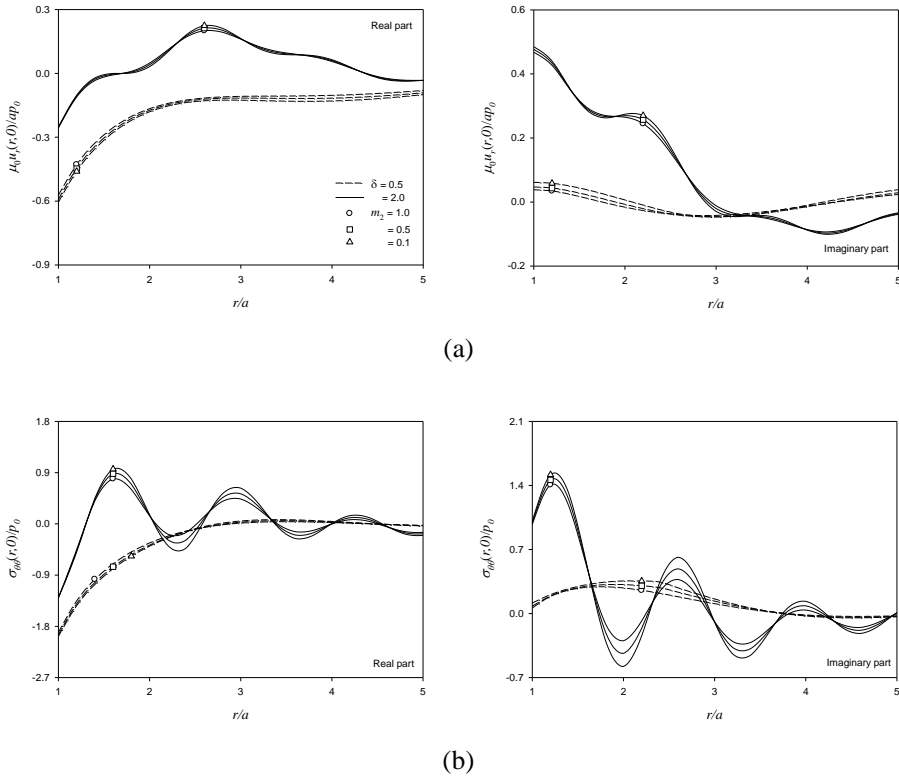 0.3
0.0
-0.3
-0.6
-0.9
μ₀uᵣ(r,0)/ap₀
Real part
δ = 0.5
= 2.0
m₂ = 1.0
= 0.5
= 0.1
1 2 3 4 5
r/a
0.6
0.4
0.2
0.0
-0.2
μ₀uᵣ(r,0)/ap₀
Imaginary part
1 2 3 4 5
r/a
(a)
1.8
0.9
0.0
-0.9
-1.8
-2.7
σθθ(r,0)/p₀
Real part
1 2 3 4 5
r/a
2.1
1.4
0.7
0.0
-0.7
σθθ(r,0)/p₀
Imaginary part
1 2 3 4 5
r/a
(b)